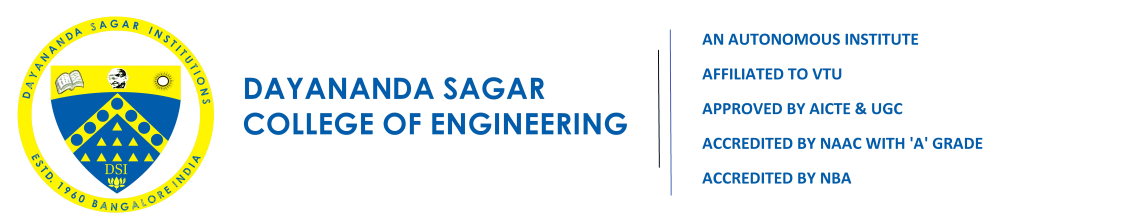 DAYANANDA SAGAR INSTITUTIONS
DSI
ESTD. 1960 BANGALORE INDIA
DAYANANDA SAGAR
COLLEGE OF ENGINEERING
AN AUTONOMOUS INSTITUTE
AFFILIATED TO VTU
APPROVED BY AICTE & UGC
ACCREDITED BY NAAC WITH 'A' GRADE
ACCREDITED BY NBA